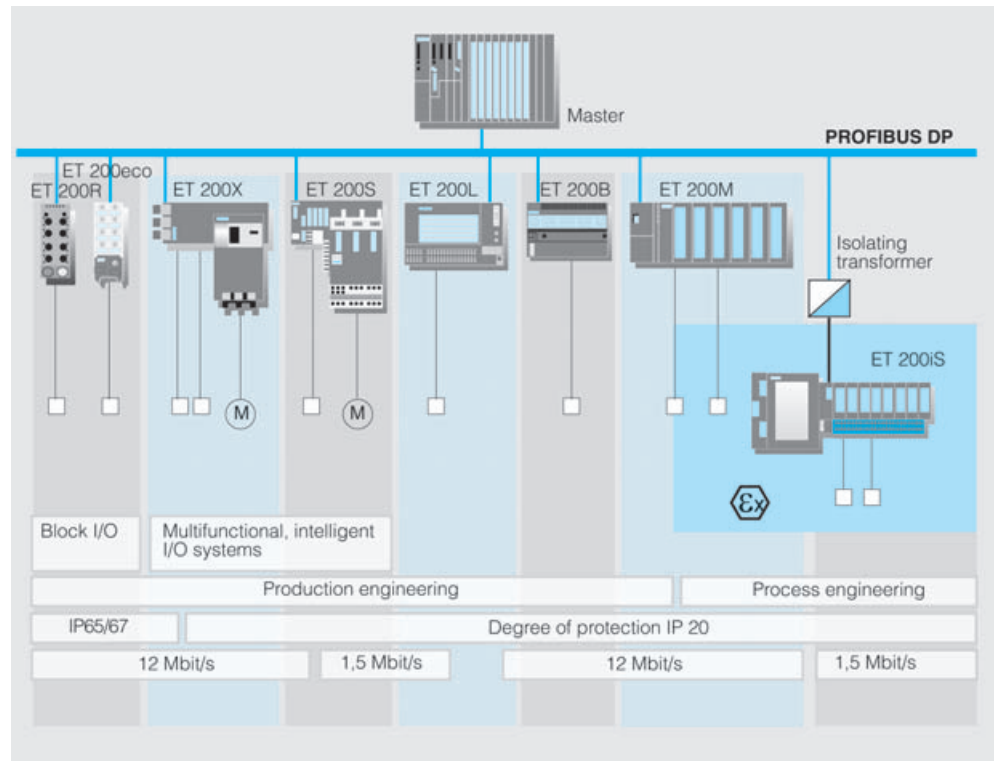 Master
PROFIBUS DP
ET 200eco
ET 200R
ET 200X
ET 200S
ET 200L
ET 200B
ET 200M
Isolating
transformer
ET 200iS
M
M
εx
Block I/O
Multifunctional, intelligent
I/O systems
Production engineering
Process engineering
IP65/67
Degree of protection IP 20
12 Mbit/s
1,5 Mbit/s
12 Mbit/s
1,5 Mbit/s